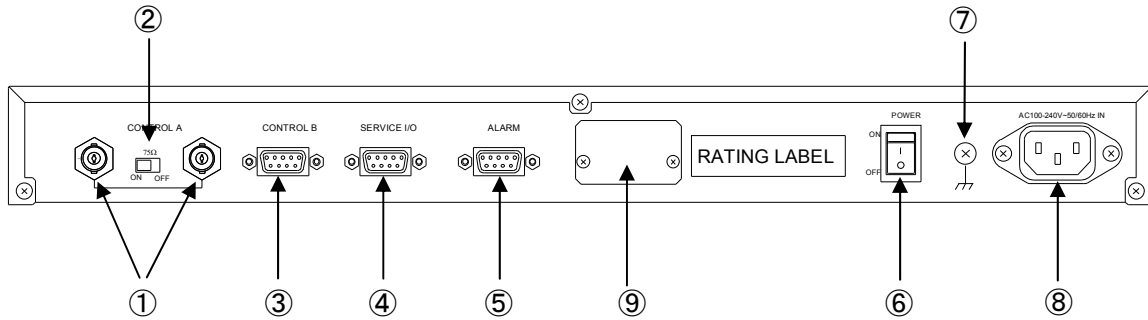 ② ⑦
CONTROL A CONTROL B SERVICE I/O ALARM POWER AC100-240V~50/60Hz IN
75Ω
ON OFF
RATING LABEL
ON
I
O
OFF
① ③ ④ ⑤ ⑨ ⑥ ⑧